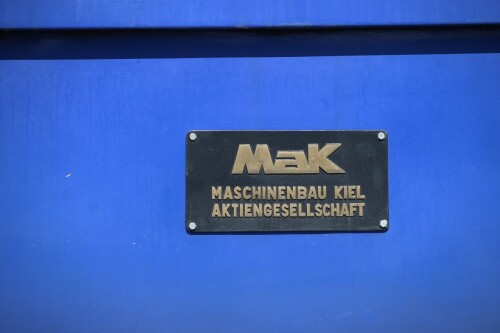 MaK
MASCHINENBAU KIEL
AKTIENGESELLSCHAFT